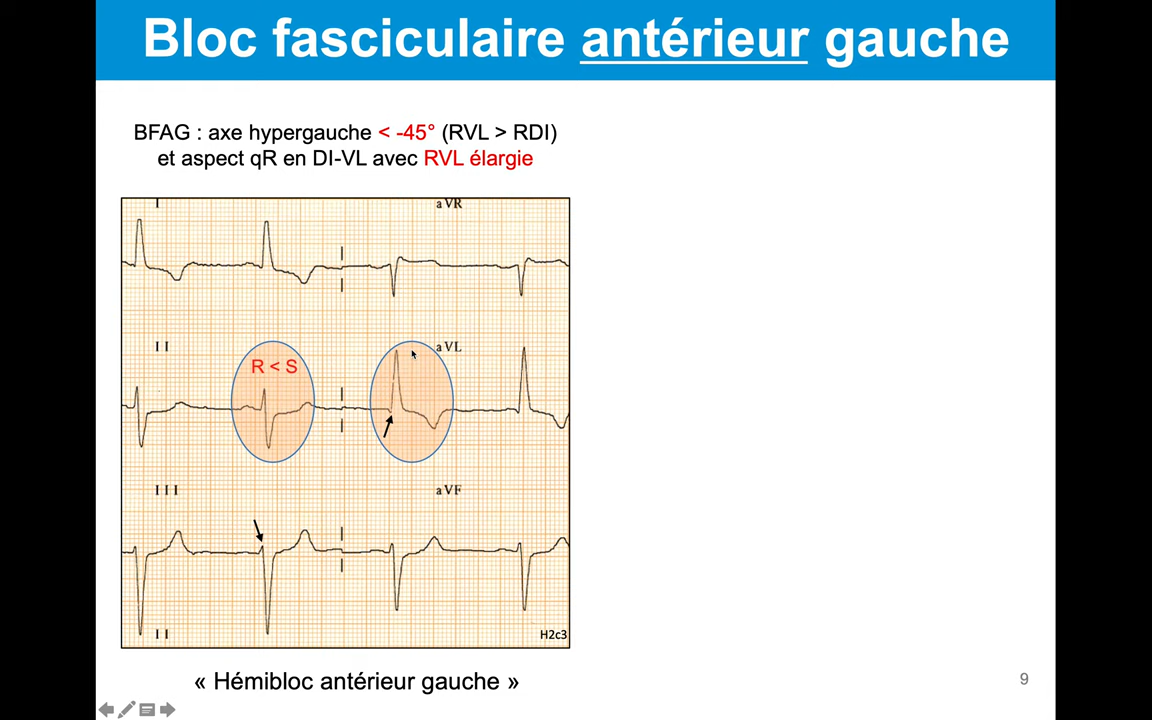 Bloc fasciculaire antérieur gauche
BFAG : axe hypergauche < -45° (RVL > RDI)
et aspect qR en DI-VL avec RVL élargie
I
aVR
II
R < S
aVL
III
aVF
II
H2c3
« Hémibloc antérieur gauche »
9